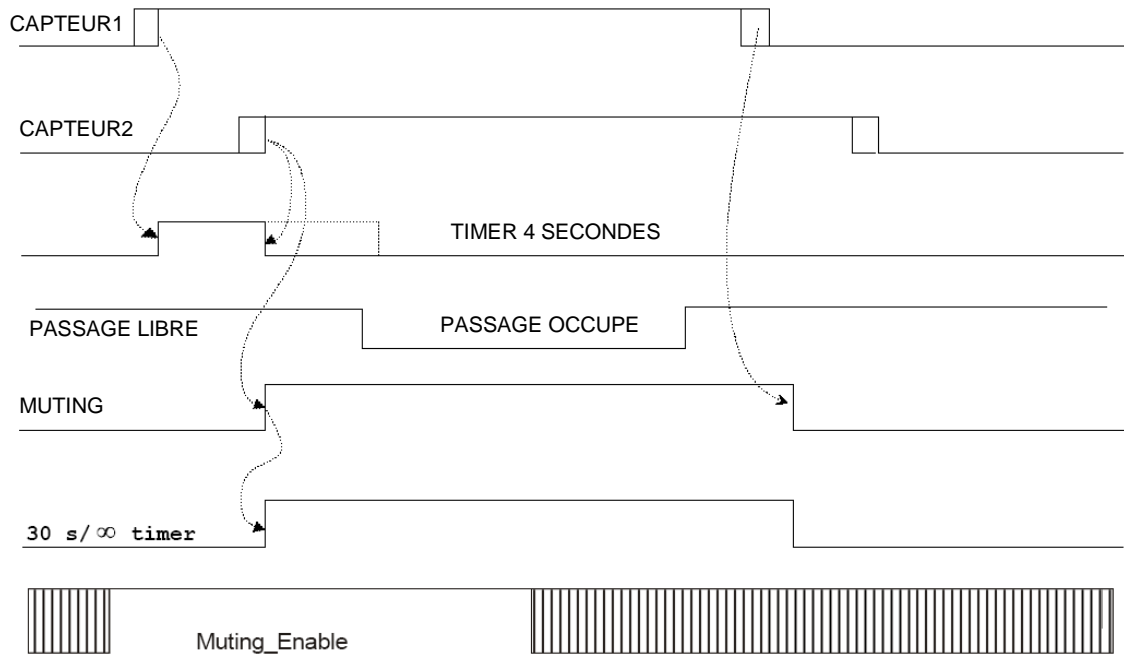 CAPTEUR1
CAPTEUR2
TIMER 4 SECONDES
PASSAGE LIBRE
PASSAGE OCCUPE
MUTING
30 s/∞ timer
Muting_Enable